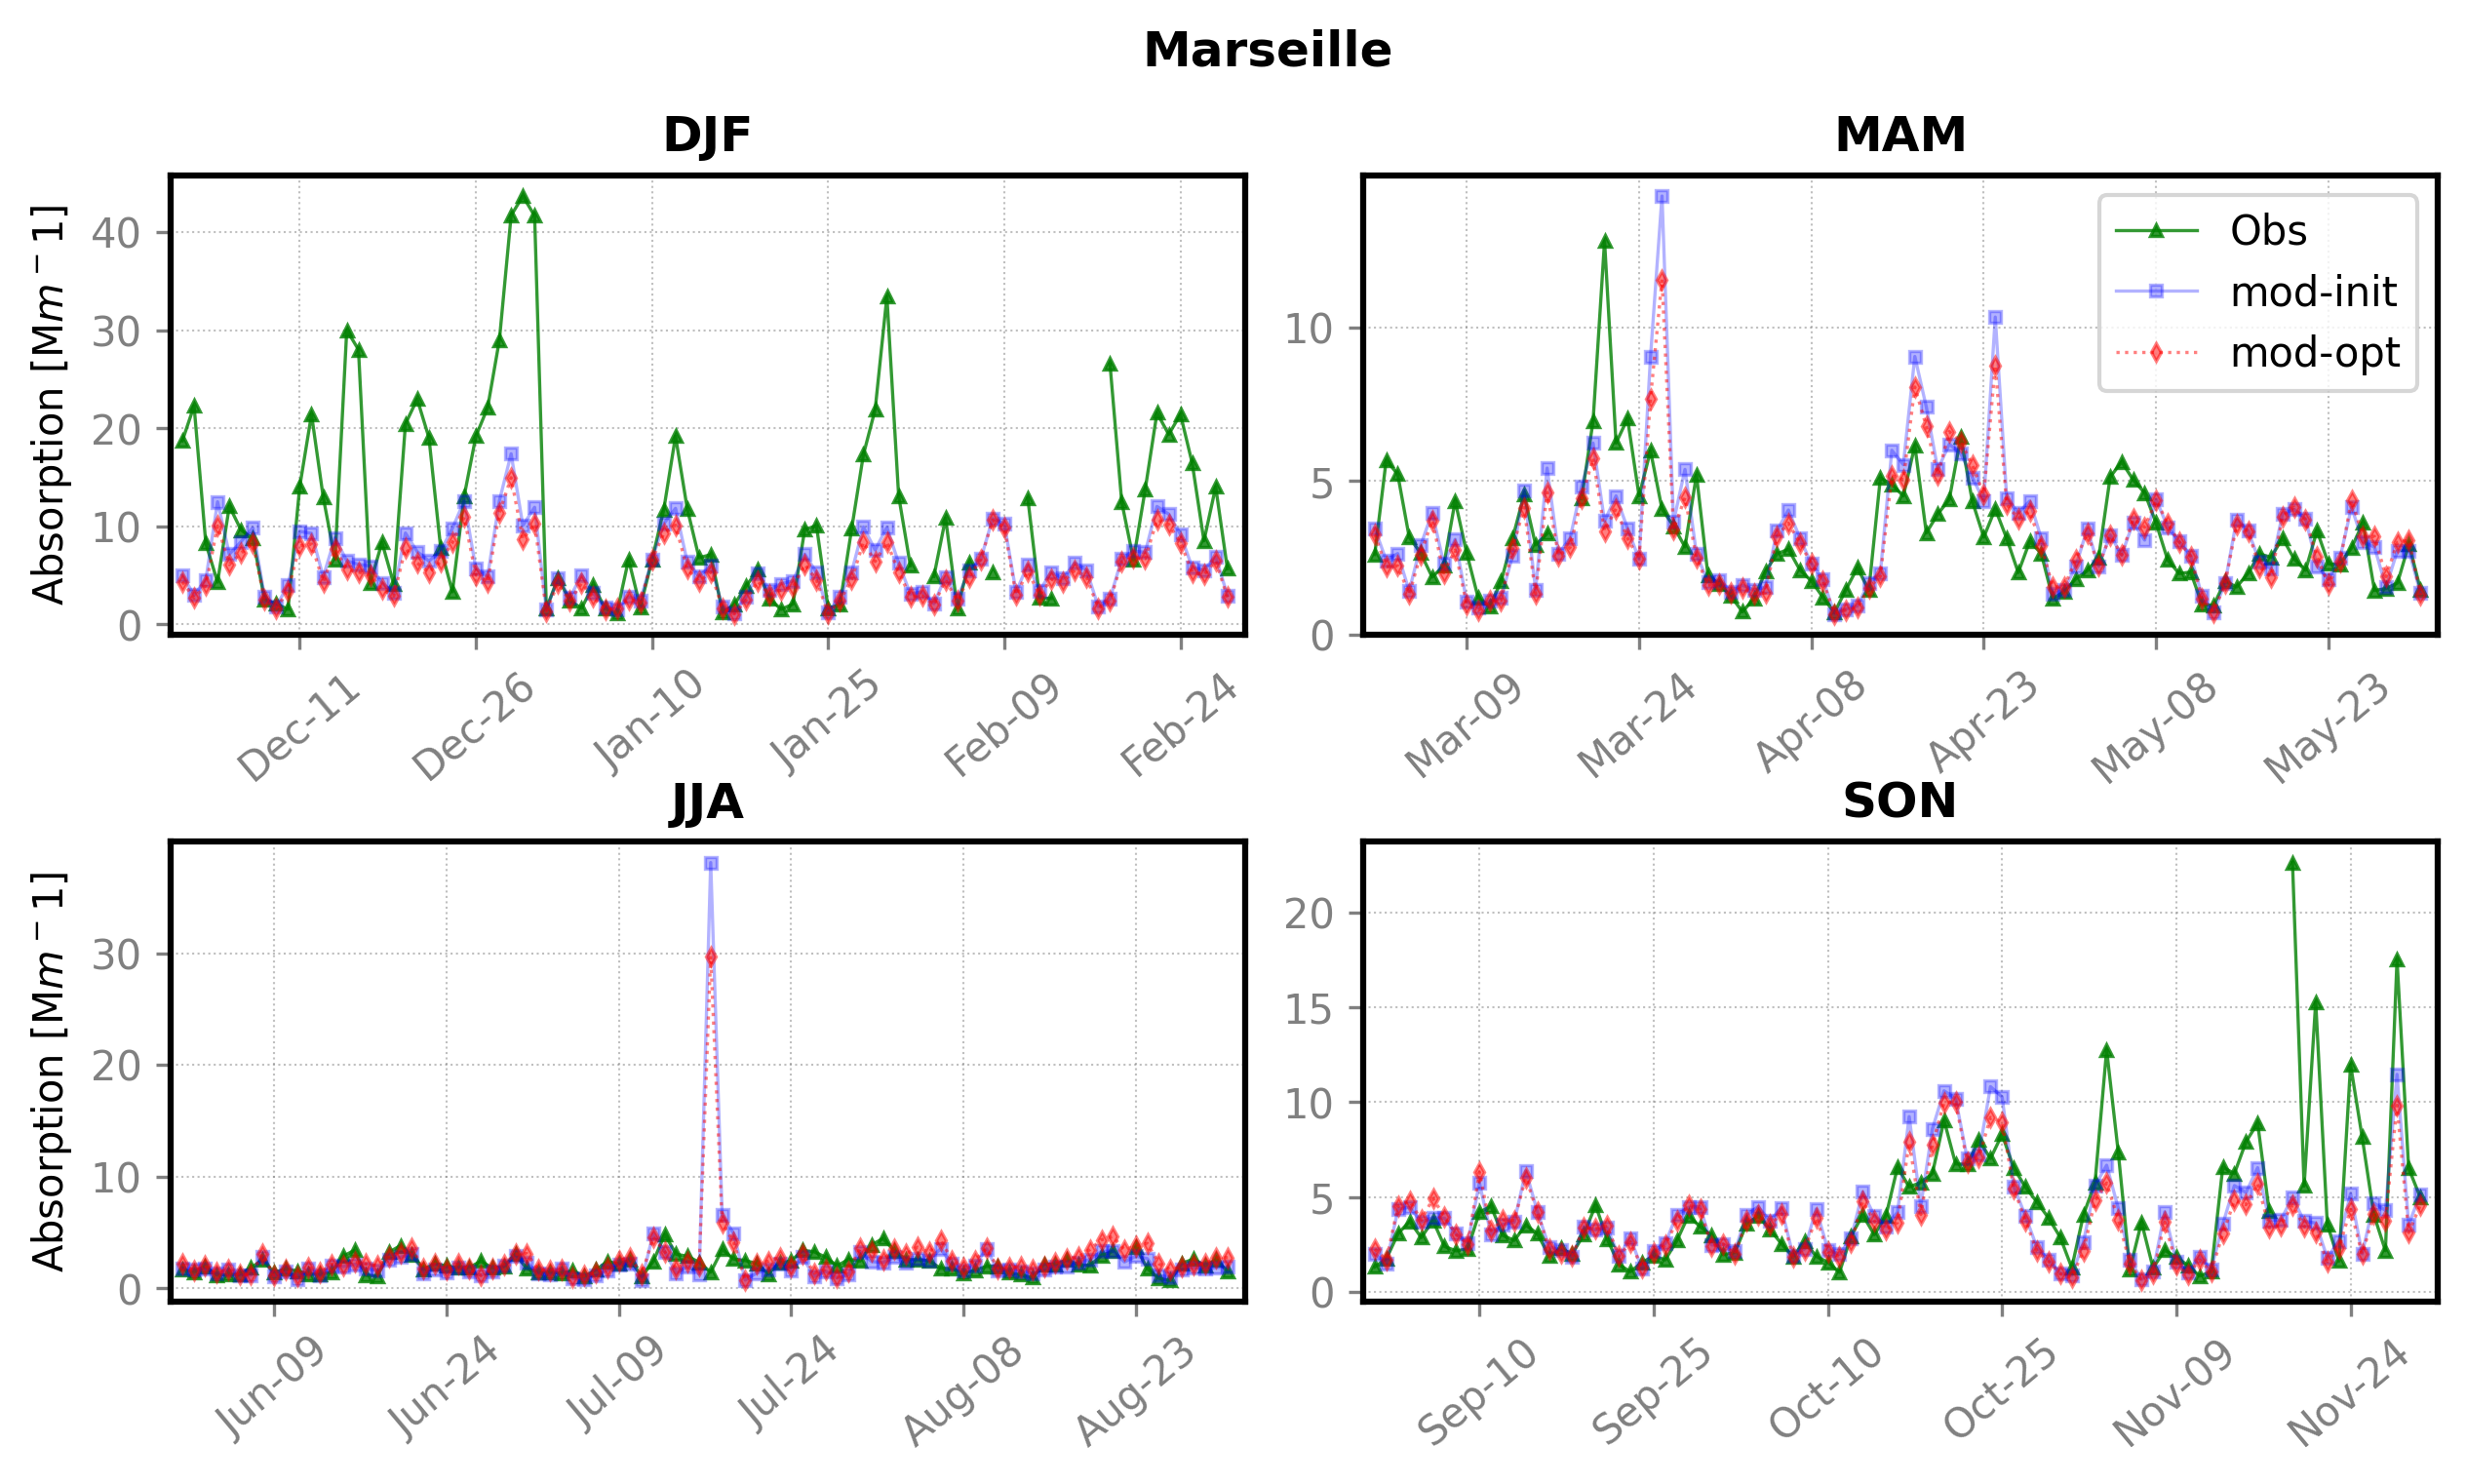 Marseille
DJF
MAM
Absorption [Mm − 1]
40
30
20
10
0
10
5
0
Obs
mod-init
mod-opt
Dec-11
Dec-26
Jan-10
Jan-25
Feb-09
Feb-24
Mar-09
Mar-24
Apr-08
Apr-23
May-08
May-23
JJA
SON
Absorption [Mm − 1]
30
20
10
0
20
15
10
5
0
Jun-09
Jun-24
Jul-09
Jul-24
Aug-08
Aug-23
Sep-10
Sep-25
Oct-10
Oct-25
Nov-09
Nov-24